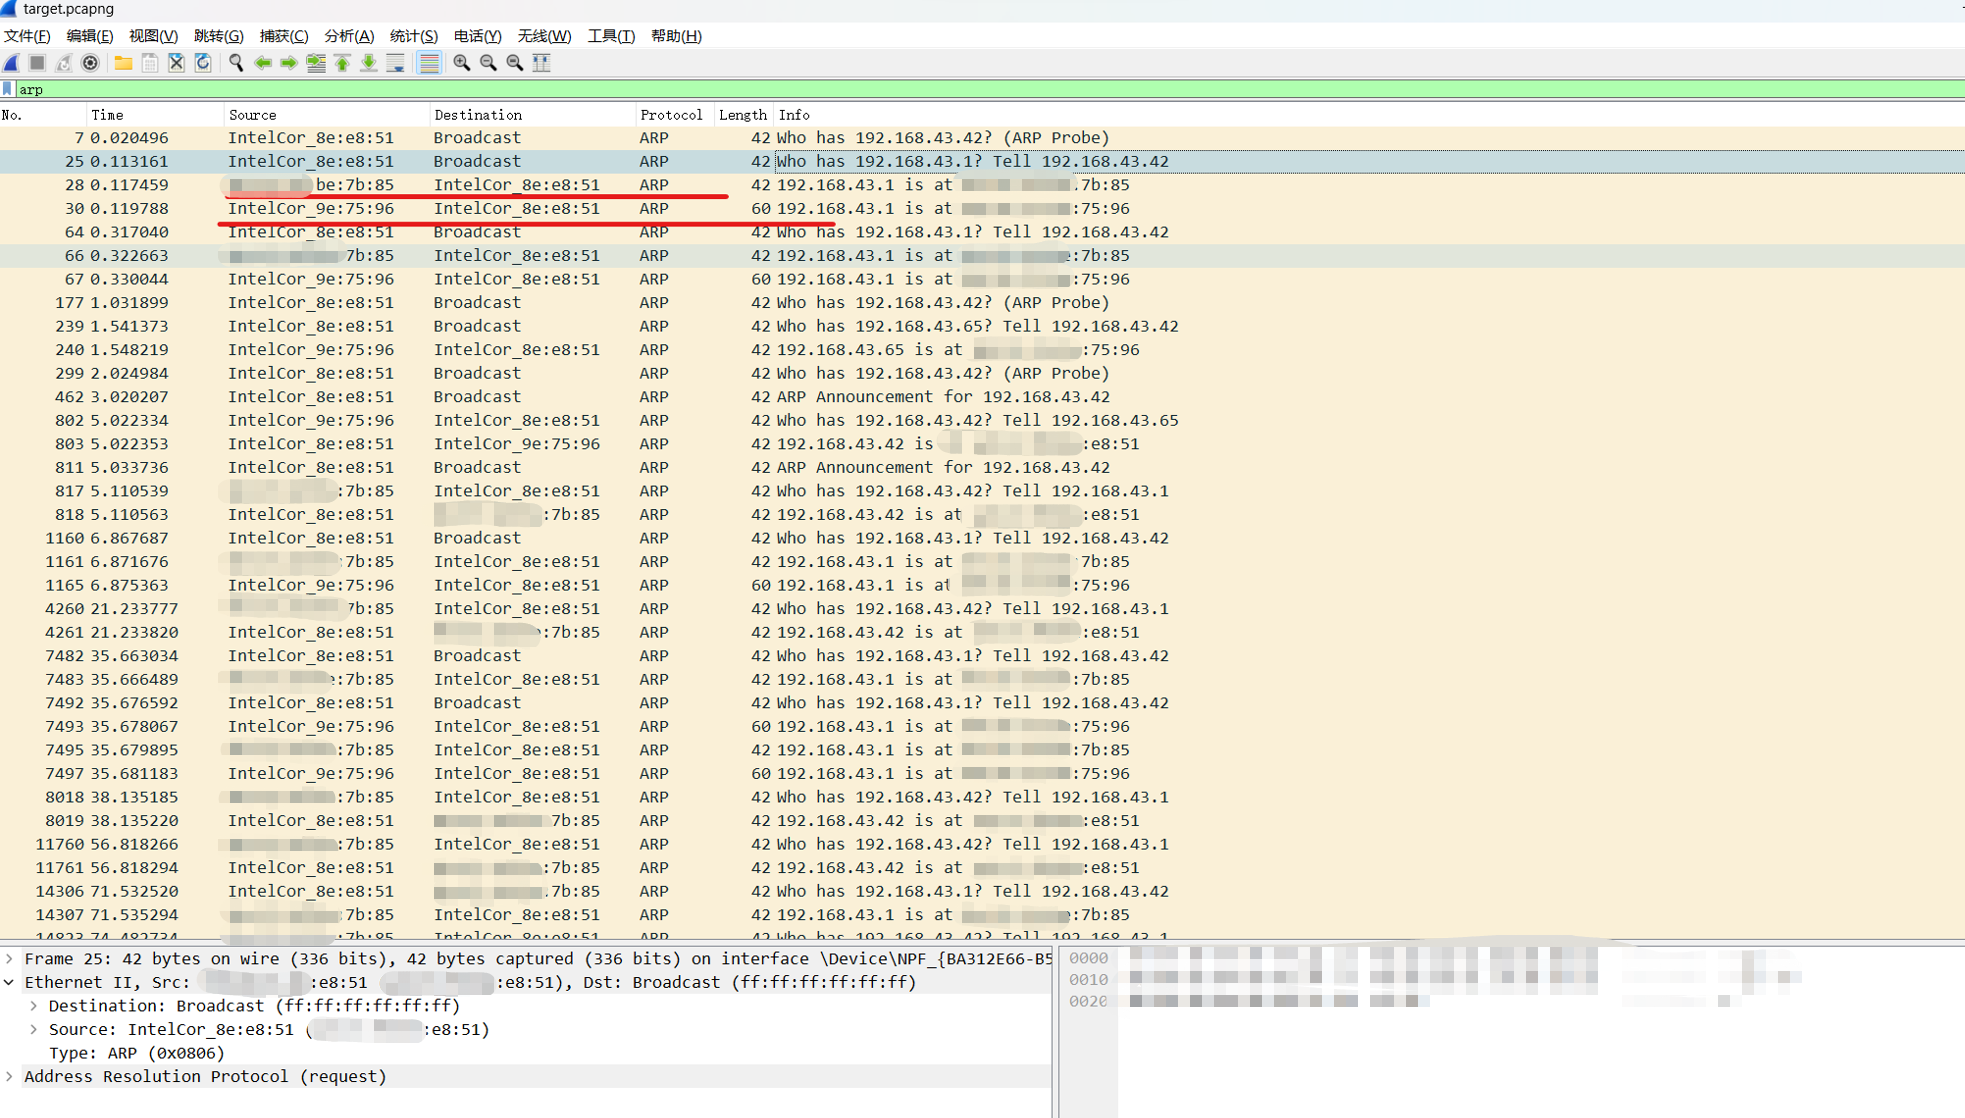 target.pcapng
文件(F) 编辑(E) 视图(V) 跳转(G) 捕获(C) 分析(A) 统计(S) 电话(Y) 无线(W) 工具(T) 帮助(H)
arp
No. Time Source Destination Protocol Length Info
7 0.020496 IntelCor_8e:e8:51 Broadcast ARP 42 Who has 192.168.43.42? (ARP Probe)
25 0.113161 IntelCor_8e:e8:51 Broadcast ARP 42 Who has 192.168.43.1? Tell 192.168.43.42
28 0.117459 be:7b:85 IntelCor_8e:e8:51 ARP 42 192.168.43.1 is at :7b:85
30 0.119788 IntelCor_9e:75:96 IntelCor_8e:e8:51 ARP 60 192.168.43.1 is at :75:96
64 0.317040 IntelCor_8e:e8:51 Broadcast ARP 42 Who has 192.168.43.1? Tell 192.168.43.42
66 0.322663 7b:85 IntelCor_8e:e8:51 ARP 42 192.168.43.1 is at :7b:85
67 0.330044 IntelCor_9e:75:96 IntelCor_8e:e8:51 ARP 60 192.168.43.1 is at :75:96
177 1.031899 IntelCor_8e:e8:51 Broadcast ARP 42 Who has 192.168.43.42? (ARP Probe)
239 1.541373 IntelCor_8e:e8:51 Broadcast ARP 42 Who has 192.168.43.65? Tell 192.168.43.42
240 1.548219 IntelCor_9e:75:96 IntelCor_8e:e8:51 ARP 42 192.168.43.65 is at :75:96
299 2.024984 IntelCor_8e:e8:51 Broadcast ARP 42 Who has 192.168.43.42? (ARP Probe)
462 3.020207 IntelCor_8e:e8:51 Broadcast ARP 42 ARP Announcement for 192.168.43.42
802 5.022334 IntelCor_9e:75:96 IntelCor_8e:e8:51 ARP 42 Who has 192.168.43.42? Tell 192.168.43.65
803 5.022353 IntelCor_8e:e8:51 IntelCor_9e:75:96 ARP 42 192.168.43.42 is :e8:51
811 5.033736 IntelCor_8e:e8:51 Broadcast ARP 42 ARP Announcement for 192.168.43.42
817 5.110539 :7b:85 IntelCor_8e:e8:51 ARP 42 Who has 192.168.43.42? Tell 192.168.43.1
818 5.110563 IntelCor_8e:e8:51 :7b:85 ARP 42 192.168.43.42 is at :e8:51
1160 6.867687 IntelCor_8e:e8:51 Broadcast ARP 42 Who has 192.168.43.1? Tell 192.168.43.42
1161 6.871676 :7b:85 IntelCor_8e:e8:51 ARP 42 192.168.43.1 is at 7b:85
1165 6.875363 IntelCor_9e:75:96 IntelCor_8e:e8:51 ARP 60 192.168.43.1 is at :75:96
4260 21.233777 7b:85 IntelCor_8e:e8:51 ARP 42 Who has 192.168.43.42? Tell 192.168.43.1
4261 21.233820 IntelCor_8e:e8:51 :7b:85 ARP 42 192.168.43.42 is at :e8:51
7482 35.663034 IntelCor_8e:e8:51 Broadcast ARP 42 Who has 192.168.43.1? Tell 192.168.43.42
7483 35.666489 :7b:85 IntelCor_8e:e8:51 ARP 42 192.168.43.1 is at :7b:85
7492 35.676592 IntelCor_8e:e8:51 Broadcast ARP 42 Who has 192.168.43.1? Tell 192.168.43.42
7493 35.678067 IntelCor_9e:75:96 IntelCor_8e:e8:51 ARP 60 192.168.43.1 is at :75:96
7495 35.679895 :7b:85 IntelCor_8e:e8:51 ARP 42 192.168.43.1 is at :7b:85
7497 35.681183 IntelCor_9e:75:96 IntelCor_8e:e8:51 ARP 60 192.168.43.1 is at :75:96
8018 38.135185 :7b:85 IntelCor_8e:e8:51 ARP 42 Who has 192.168.43.42? Tell 192.168.43.1
8019 38.135220 IntelCor_8e:e8:51 7b:85 ARP 42 192.168.43.42 is at :e8:51
11760 56.818266 :7b:85 IntelCor_8e:e8:51 ARP 42 Who has 192.168.43.42? Tell 192.168.43.1
11761 56.818294 IntelCor_8e:e8:51 :7b:85 ARP 42 192.168.43.42 is at :e8:51
14306 71.532520 IntelCor_8e:e8:51 :7b:85 ARP 42 Who has 192.168.43.1? Tell 192.168.43.42
14307 71.535294 :7b:85 IntelCor_8e:e8:51 ARP 42 192.168.43.1 is at :7b:85
14823 74.482734 :7b:85 IntelCor_8e:e8:51 ARP 42 Who has 192.168.43.42? Tell 192.168.43.1
Frame 25: 42 bytes on wire (336 bits), 42 bytes captured (336 bits) on interface \Device\NPF_{BA312E66-B5
Ethernet II, Src: :e8:51 :e8:51), Dst: Broadcast (ff:ff:ff:ff:ff:ff)
Destination: Broadcast (ff:ff:ff:ff:ff:ff)
Source: IntelCor_8e:e8:51 ( :e8:51)
Type: ARP (0x0806)
Address Resolution Protocol (request)
0000
0010
0020